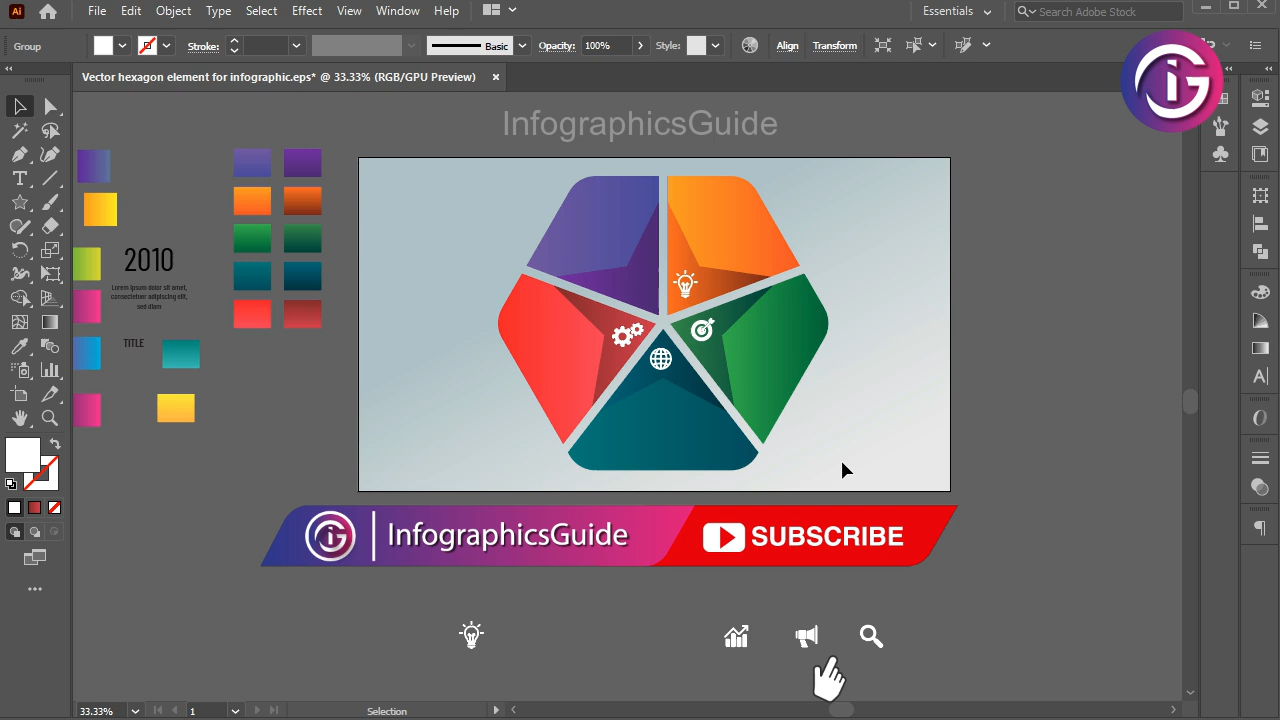 Ai File Edit Object Type Select Effect View Window Help Essentials Search Adobe Stock
Group Stroke: Basic Opacity: 100% Style: Align Transform
Vector hexagon element for infographic.eps* @ 33.33% (RGB/GPU Preview) ×
iG
InfographicsGuide
2010
Lorem ipsum dolor sit amet,
consectetuer adipiscing elit,
sed diam
TITLE
iG InfographicsGuide SUBSCRIBE
33.33% 1 Selection